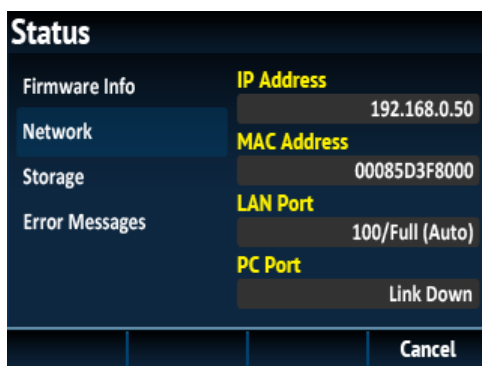 Status
Firmware Info
Network
Storage
Error Messages
IP Address
192.168.0.50
MAC Address
00085D3F8000
LAN Port
100/Full (Auto)
PC Port
Link Down
Cancel